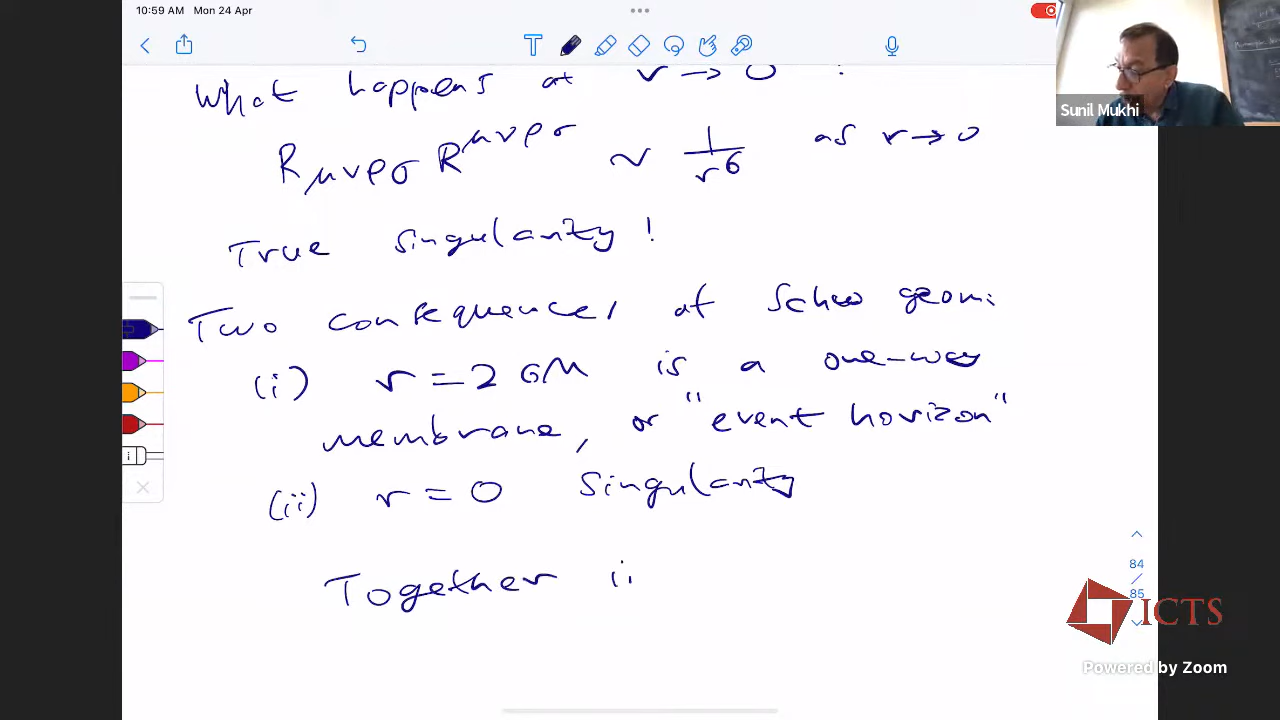 10:59 AM Mon 24 Apr
Sunil Mukhi
What happens at r → 0 ?
RμνρσR^μνρσ ~ 1/r^6 as r → 0
True singularity !
Two consequences of Schw geom:
(i) r = 2GM is a one-way
membrane, or "event horizon"
(ii) r = 0 singularity
Together
84
/
85
ICTS
Powered by Zoom